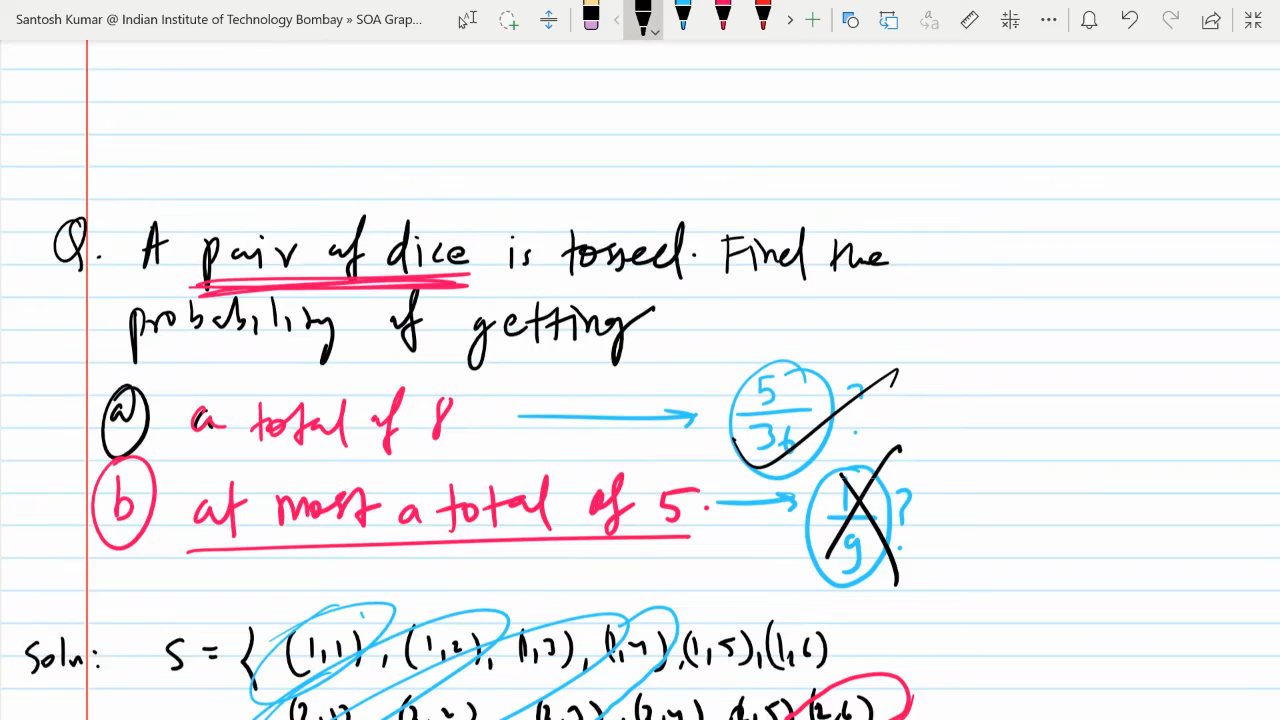 Santosh Kumar @ Indian Institute of Technology Bombay » SOA Grap...
Q. A pair of dice is tossed. Find the
probability of getting
(a) a total of 8 → 5/36 ?
(b) at most a total of 5. → 1/9 ?
Soln: S = { (1,1), (1,2), (1,3), (1,4), (1,5), (1,6)
(2,6)